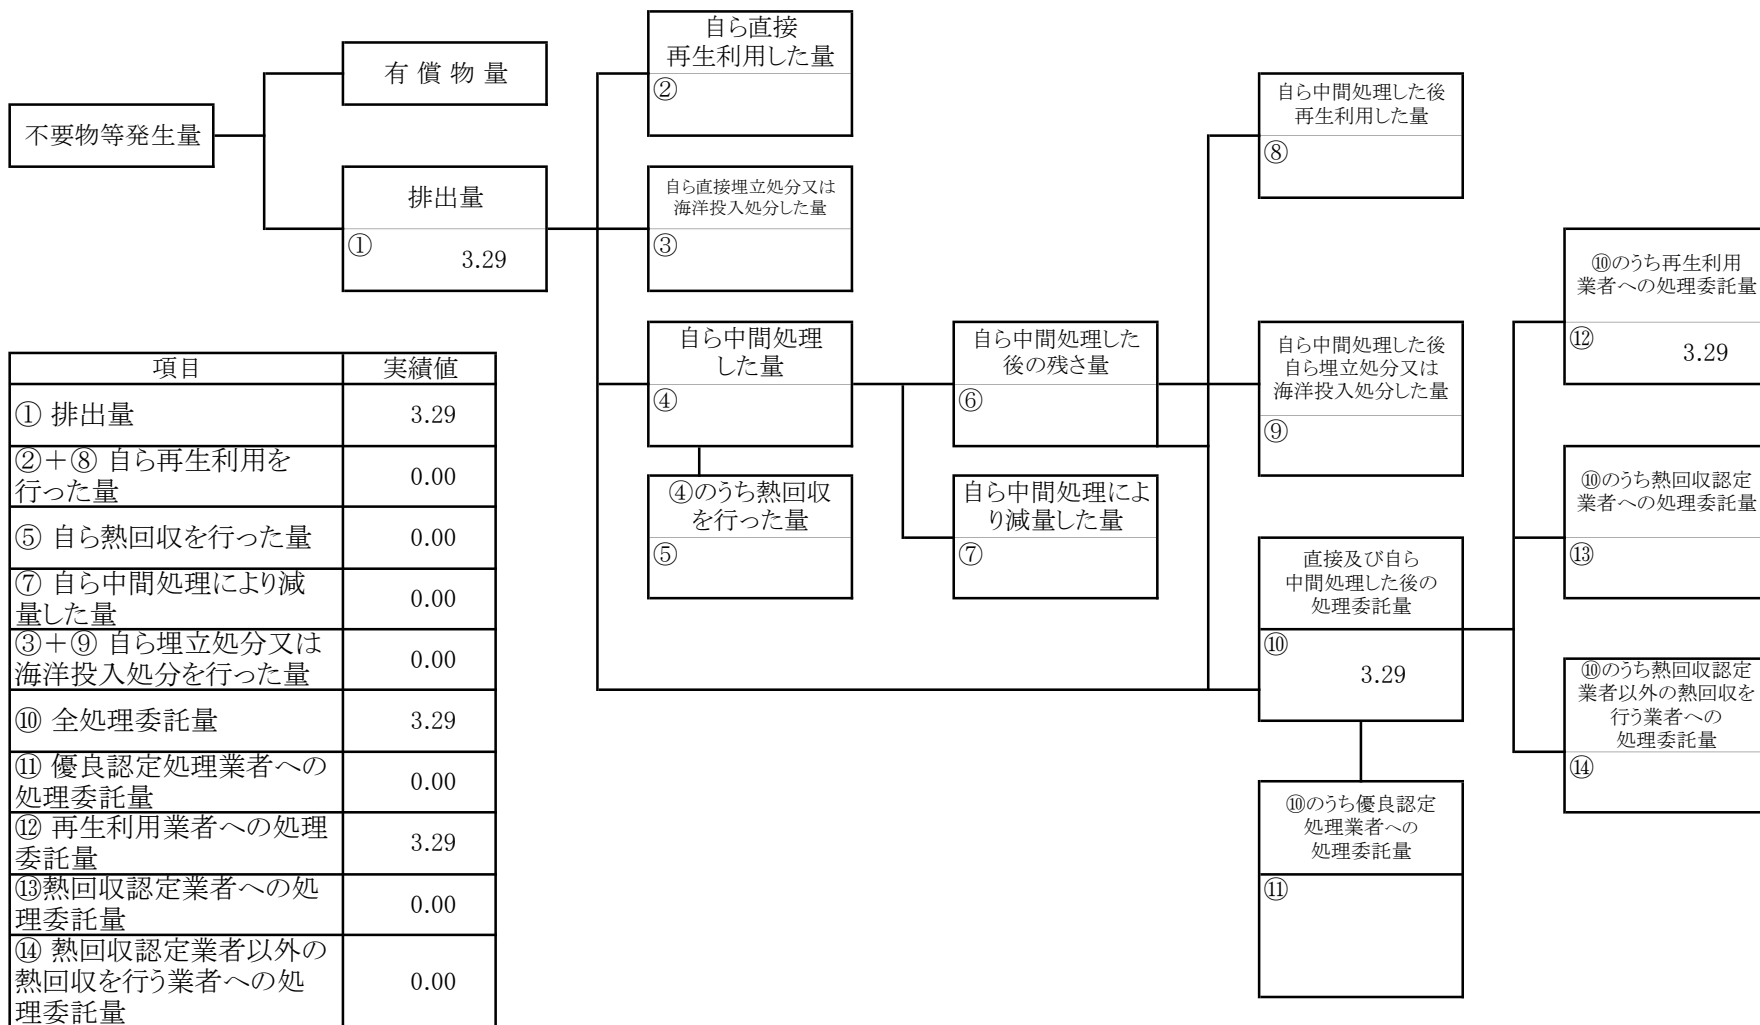 不要物等発生量
有 償 物 量
排出量
①
3.29
自ら直接
再生利用した量
②
自ら直接埋立処分又は
海洋投入処分した量
③
自ら中間処理
した量
④
④のうち熱回収
を行った量
⑤
自ら中間処理した
後の残さ量
⑥
自ら中間処理によ
り減量した量
⑦
自ら中間処理した後
再生利用した量
⑧
自ら中間処理した後
自ら埋立処分又は
海洋投入処分した量
⑨
直接及び自ら
中間処理した後の
処理委託量
⑩
3.29
⑩のうち優良認定
処理業者への
処理委託量
⑪
⑩のうち再生利用
業者への処理委託量
⑫
3.29
⑩のうち熱回収認定
業者への処理委託量
⑬
⑩のうち熱回収認定
業者以外の熱回収を
行う業者への
処理委託量
⑭
項目 実績値
① 排出量 3.29
②＋⑧ 自ら再生利用を
行った量 0.00
⑤ 自ら熱回収を行った量 0.00
⑦ 自ら中間処理により減
量した量 0.00
③＋⑨ 自ら埋立処分又は
海洋投入処分を行った量 0.00
⑩ 全処理委託量 3.29
⑪ 優良認定処理業者への
処理委託量 0.00
⑫ 再生利用業者への処理
委託量 3.29
⑬熱回収認定業者への処
理委託量 0.00
⑭ 熱回収認定業者以外の
熱回収を行う業者への処
理委託量 0.00